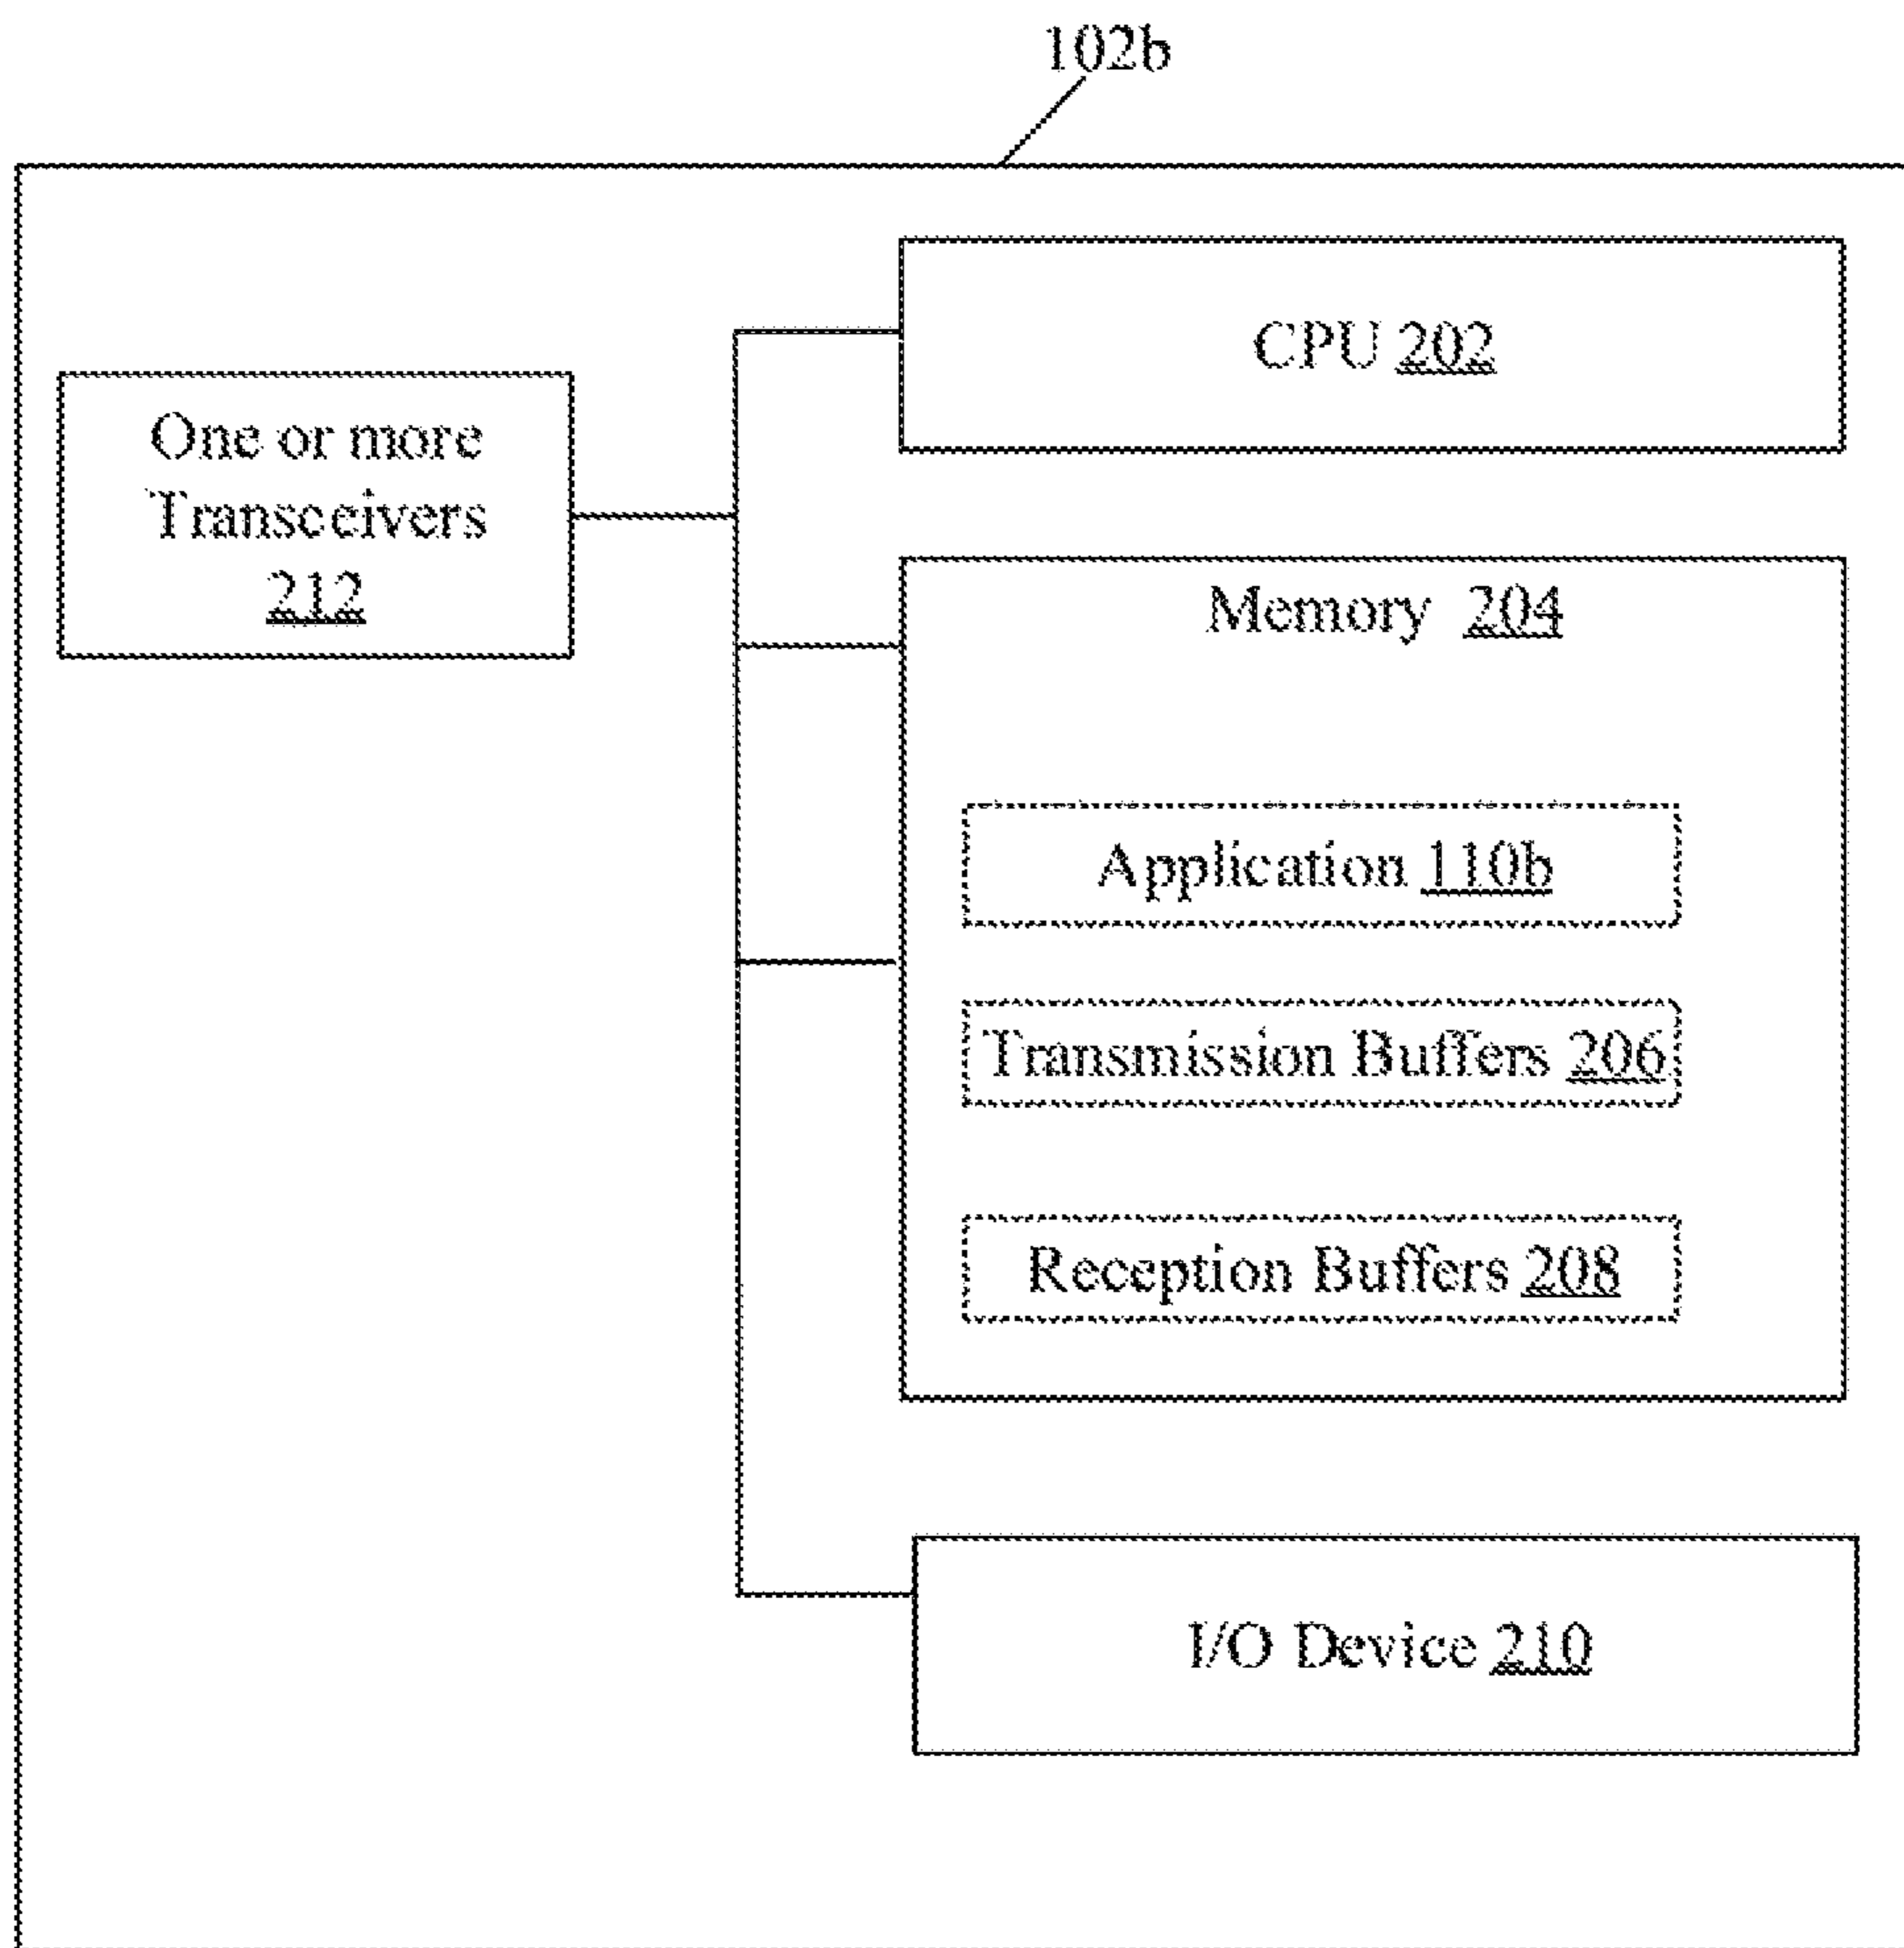 102b
CPU 202
One or more
Transceivers
212
Memory 204
Application 110b
Transmission Buffers 206
Reception Buffers 208
I/O Device 210